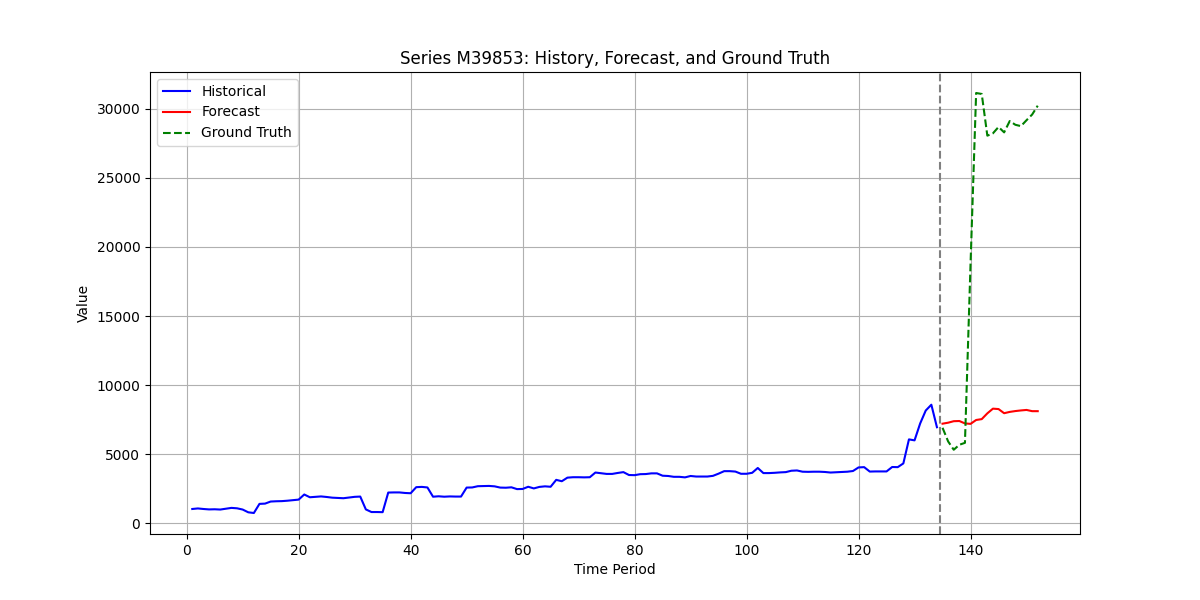 Series M39853: History, Forecast, and Ground Truth
Historical
Forecast
Ground Truth
30000
25000
20000
15000
10000
5000
0
Value
0 20 40 60 80 100 120 140
Time Period